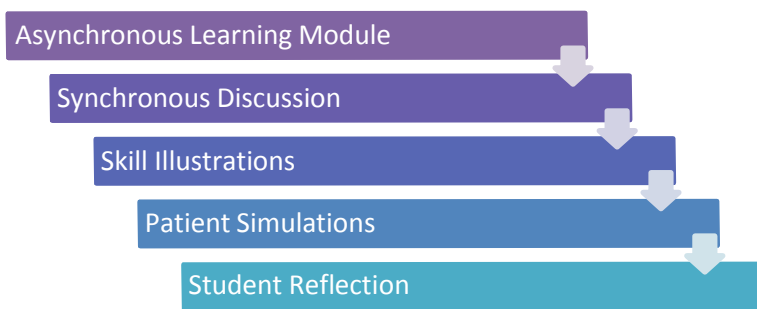 Asynchronous Learning Module
Synchronous Discussion
Skill Illustrations
Patient Simulations
Student Reflection